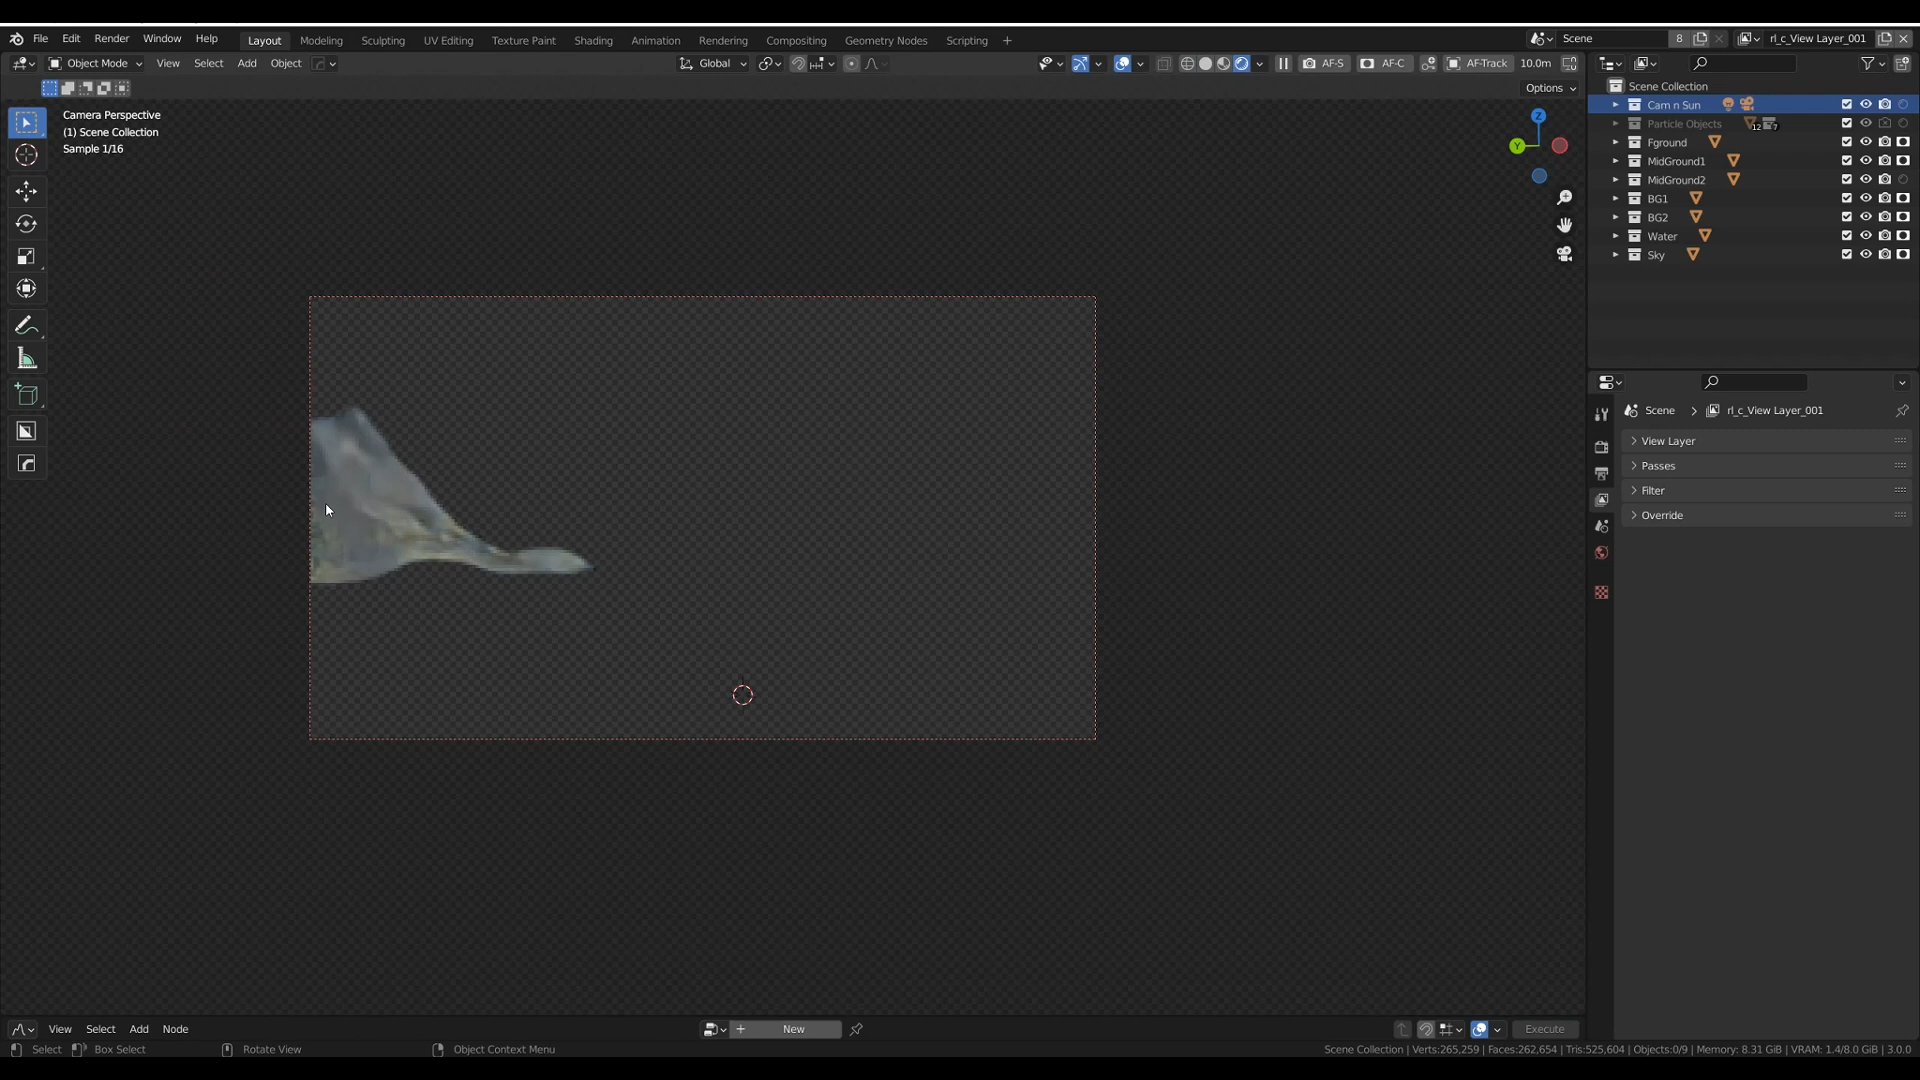 File Edit Render Window Help Layout Modeling Sculpting UV Editing Texture Paint Shading Animation Rendering Compositing Geometry Nodes Scripting + Scene 8 rl_c_View Layer_001
Object Mode View Select Add Object Global AF-S AF-C AF-Track 10.0m
Options
Camera Perspective
(1) Scene Collection
Sample 1/16
Z
Y
Scene Collection
Cam n Sun
Particle Objects 12 7
Fground
MidGround1
MidGround2
BG1
BG2
Water
Sky
Scene > rl_c_View Layer_001
View Layer
Passes
Filter
Override
View Select Add Node + New Execute
Select Box Select Rotate View Object Context Menu Scene Collection | Verts:265,259 | Faces:262,654 | Tris:525,604 | Objects:0/9 | Memory: 8.31 GiB | VRAM: 1.4/8.0 GiB | 3.0.0